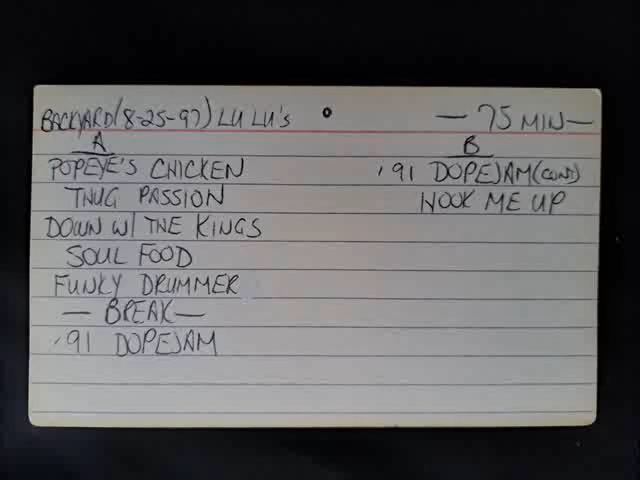 BACKYARD(8-25-97) LU LU'S — 75 MIN—
A
POPEYE'S CHICKEN
THUG PASSION
DOWN W/ THE KINGS
SOUL FOOD
FUNKY DRUMMER
— BREAK—
'91 DOPEJAM
B
'91 DOPEJAM(CONT)
HOOK ME UP